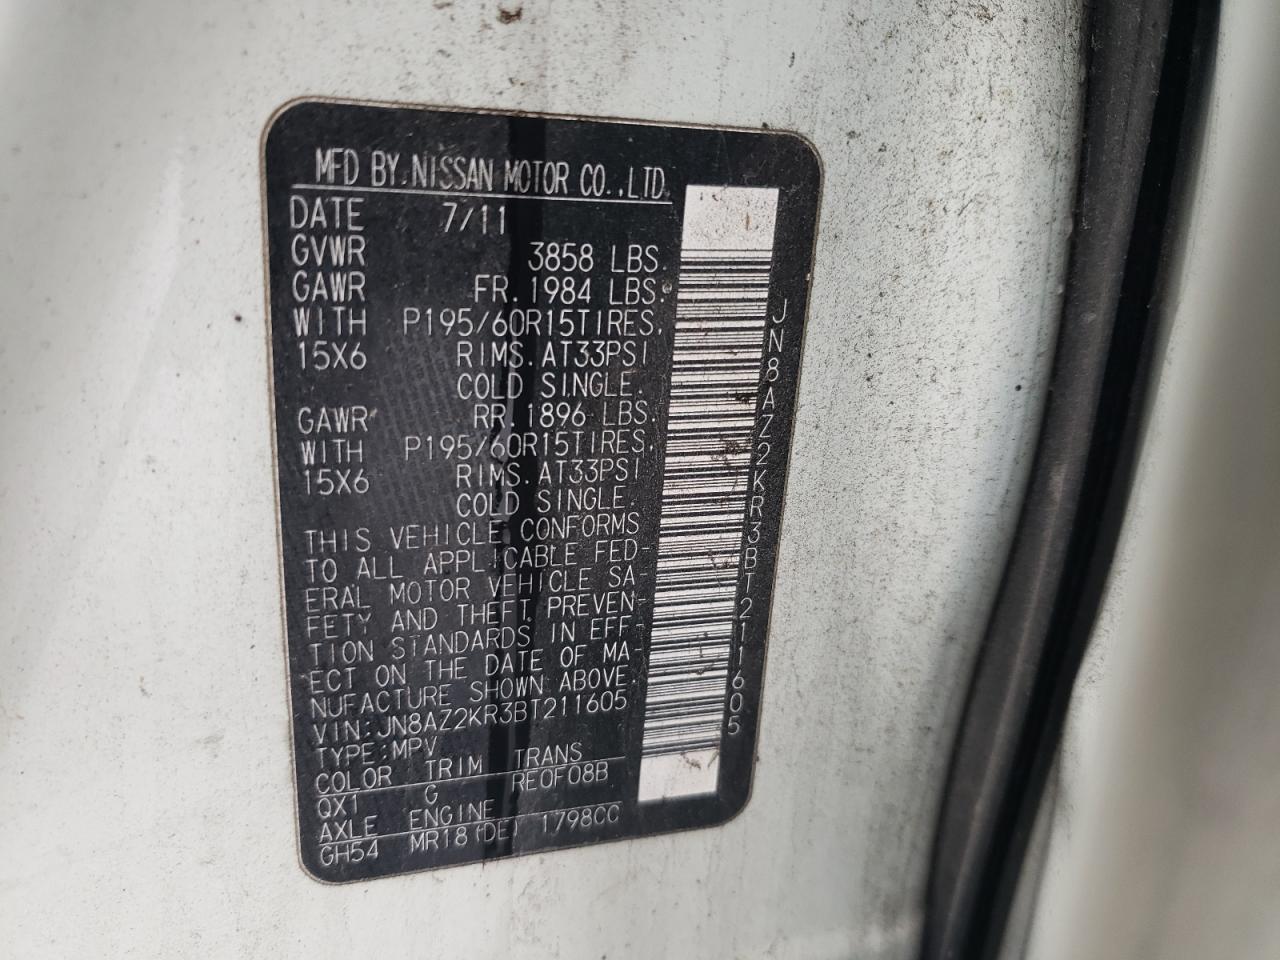 MFD BY.NISSAN MOTOR CO.,LTD.
DATE 7/11
GVWR 3858 LBS.
GAWR FR. 1984 LBS.
WITH P195/60R15TIRES.
15X6 RIMS. AT33PSI
COLD SINGLE.
GAWR RR. 1896 LBS.
WITH P195/60R15TIRES.
15X6 RIMS. AT33PSI
COLD SINGLE.
THIS VEHICLE CONFORMS
TO ALL APPLICABLE FED-
ERAL MOTOR VEHICLE SA-
FETY AND THEFT PREVEN-
TION STANDARDS IN EFF-
ECT ON THE DATE OF MA-
NUFACTURE SHOWN ABOVE.
VIN:JN8AZ2KR3BT211605
TYPE:MPV
COLOR TRIM TRANS
QX1 G RE0F08B
AXLE ENGINE
GH54 MR18(DE) 1798CC
JN8AZ2KR3BT211605